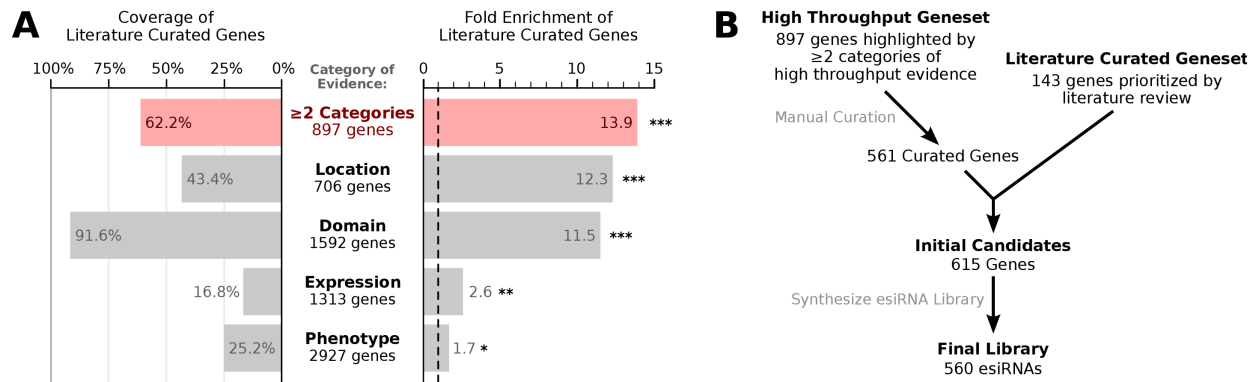 A
Coverage of
Literature Curated Genes
Fold Enrichment of
Literature Curated Genes
100% 75% 50% 25% 0%
Category of
Evidence:
0 5 10 15
62.2%
≥2 Categories
897 genes
13.9 ***
43.4%
Location
706 genes
12.3 ***
91.6%
Domain
1592 genes
11.5 ***
16.8%
Expression
1313 genes
2.6 **
25.2%
Phenotype
2927 genes
1.7 *
B
High Throughput Geneset
897 genes highlighted by
≥2 categories of
high throughput evidence
Literature Curated Geneset
143 genes prioritized by
literature review
Manual Curation
561 Curated Genes
Initial Candidates
615 Genes
Synthesize esiRNA Library
Final Library
560 esiRNAs